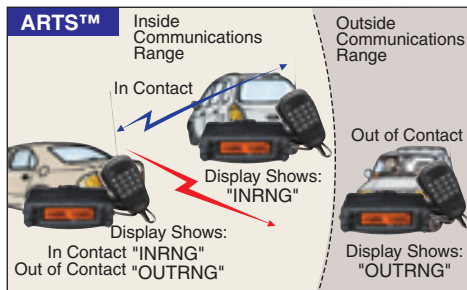 ARTS™
Inside
Communications
Range
Outside
Communications
Range
In Contact
Out of Contact
Display Shows:
"INRNG"
Display Shows:
In Contact "INRNG"
Out of Contact "OUTRNG"
Display Shows:
"OUTRNG"